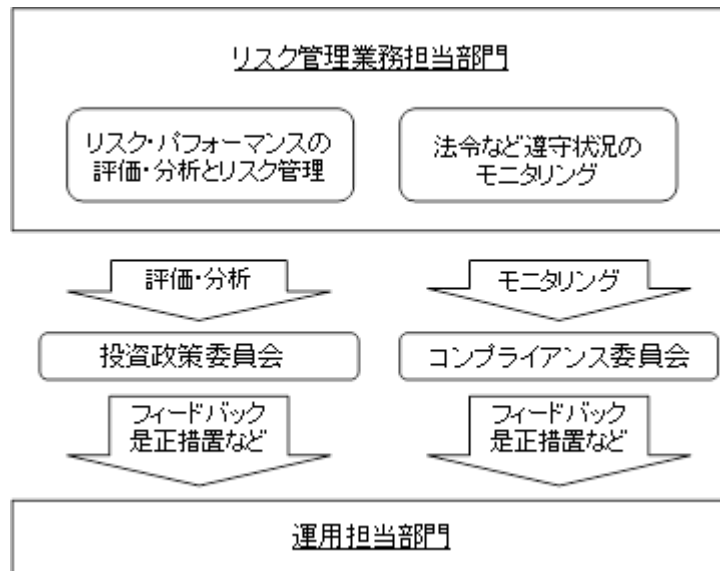 リスク管理業務担当部門
リスク・パフォーマンスの
評価・分析とリスク管理
法令など遵守状況の
モニタリング
評価・分析
モニタリング
投資政策委員会
コンプライアンス委員会
フィードバック
是正措置など
フィードバック
是正措置など
運用担当部門